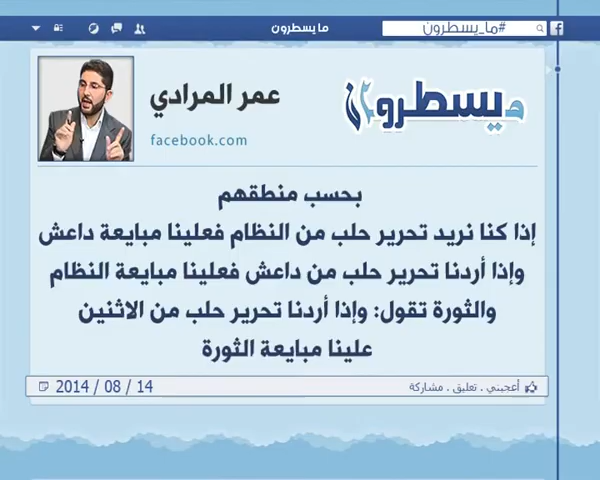 ما يسطرون
#ما_يسطرون
عمر المرادي
ما يسطرون
facebook.com
بحسب منطقهم
إذا كنا نريد تحرير حلب من النظام فعلينا مبايعة داعش
وإذا أردنا تحرير حلب من داعش فعلينا مبايعة النظام
والثورة تقول: وإذا أردنا تحرير حلب من الاثنين
علينا مبايعة الثورة
أعجبني . تعليق . مشاركة
2014 / 08 / 14